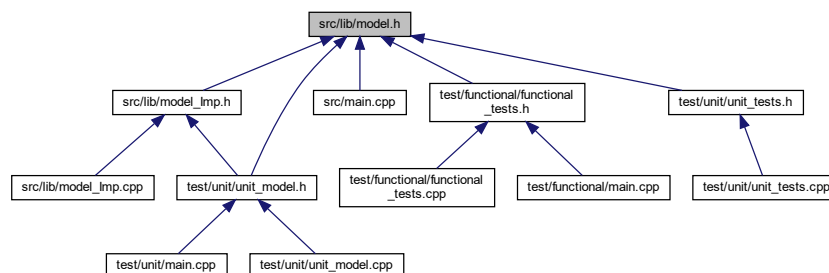 src/lib/model.h
src/lib/model_Imp.h
src/main.cpp
test/functional/functional
_tests.h
test/unit/unit_tests.h
src/lib/model_Imp.cpp
test/unit/unit_model.h
test/functional/functional
_tests.cpp
test/functional/main.cpp
test/unit/unit_tests.cpp
test/unit/main.cpp
test/unit/unit_model.cpp